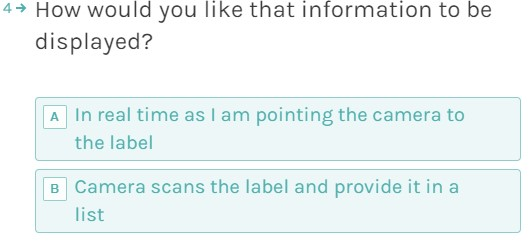 4→ How would you like that information to be
displayed?
A In real time as I am pointing the camera to
the label
B Camera scans the label and provide it in a
list